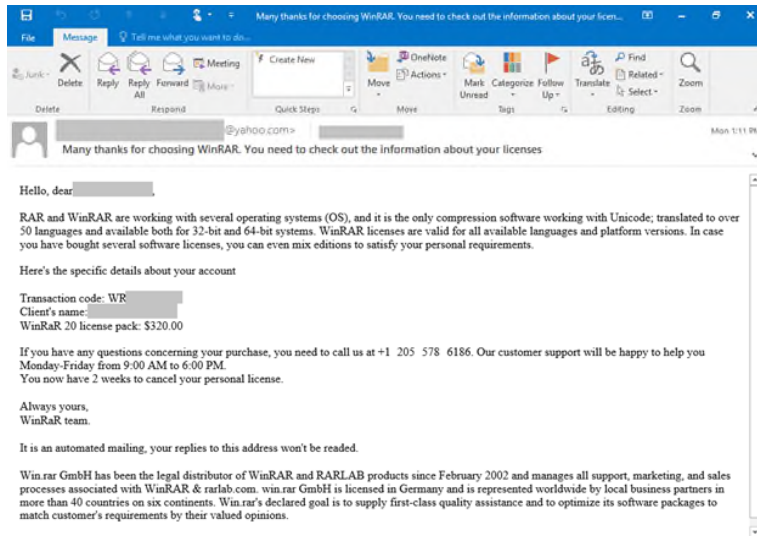 Many thanks for choosing WinRAR. You need to check out the information about your licen...
File Message Tell me what you want to do...
Junk Delete Reply Reply All Forward Meeting More Create New Move OneNote Actions Mark Unread Categorize Follow Up Translate Find Related Select Zoom
Delete Respond Quick Steps Move Tags Editing Zoom
@yahoo.com> Mon 1:11 PM
Many thanks for choosing WinRAR. You need to check out the information about your licenses
Hello, dear ,
RAR and WinRAR are working with several operating systems (OS), and it is the only compression software working with Unicode; translated to over
50 languages and available both for 32-bit and 64-bit systems. WinRAR licenses are valid for all available languages and platform versions. In case
you have bought several software licenses, you can even mix editions to satisfy your personal requirements.
Here's the specific details about your account
Transaction code: WR
Client's name:
WinRaR 20 license pack: $320.00
If you have any questions concerning your purchase, you need to call us at +1 205 578 6186. Our customer support will be happy to help you
Monday-Friday from 9:00 AM to 6:00 PM.
You now have 2 weeks to cancel your personal license.
Always yours,
WinRaR team.
It is an automated mailing, your replies to this address won't be readed.
Win.rar GmbH has been the legal distributor of WinRAR and RARLAB products since February 2002 and manages all support, marketing, and sales
processes associated with WinRAR & rarlab.com. win.rar GmbH is licensed in Germany and is represented worldwide by local business partners in
more than 40 countries on six continents. Win.rar's declared goal is to supply first-class quality assistance and to optimize its software packages to
match customer's requirements by their valued opinions.